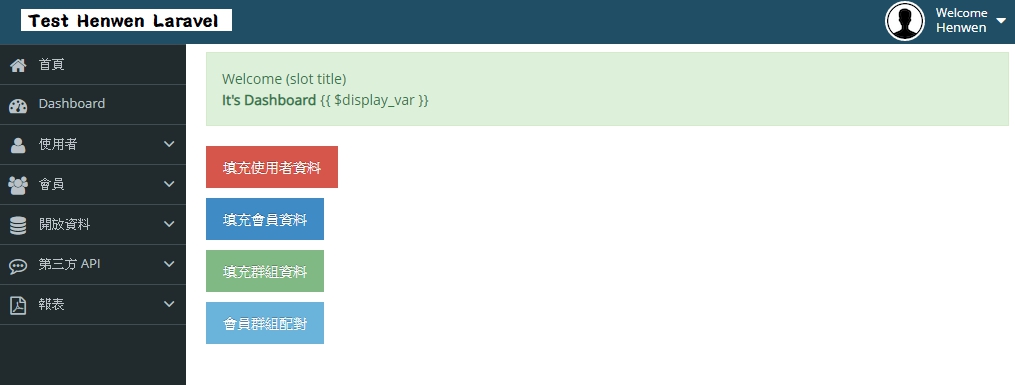 Test Henwen Laravel
Welcome
Henwen
首頁
Dashboard
使用者
會員
開放資料
第三方 API
報表
Welcome (slot title)
It's Dashboard {{ $display_var }}
填充使用者資料
填充會員資料
填充群組資料
會員群組配對